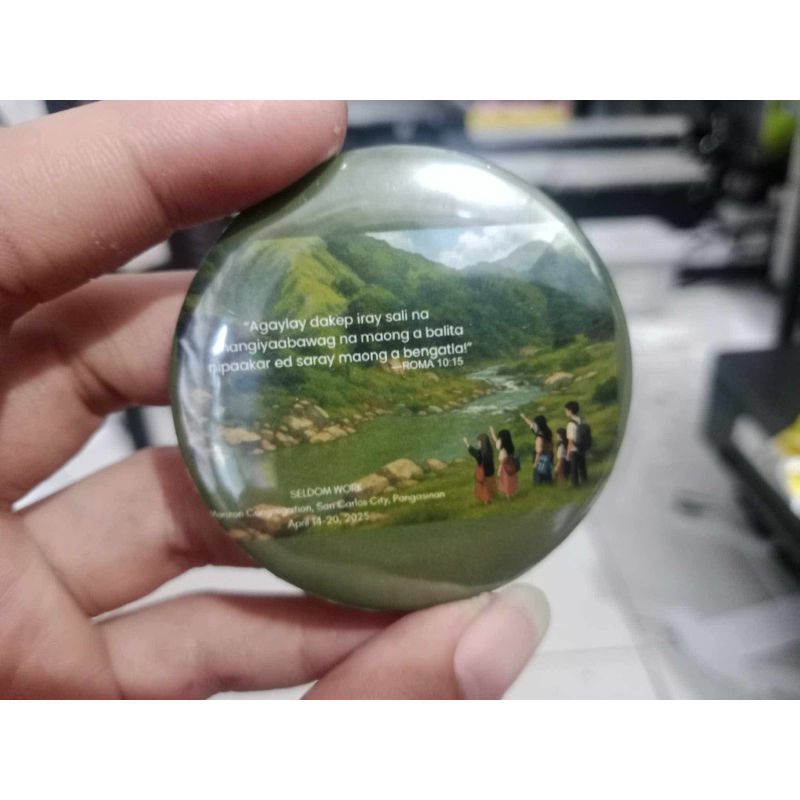 "Agaylay dakep iray sali na
mangiyaabawag na maong a balita
nipaakar ed saray maong a bengatla!"
—ROMA 10:15
SELDOM WORK
Congregation, San Carlos City, Pangasinan
April 14-20, 2025